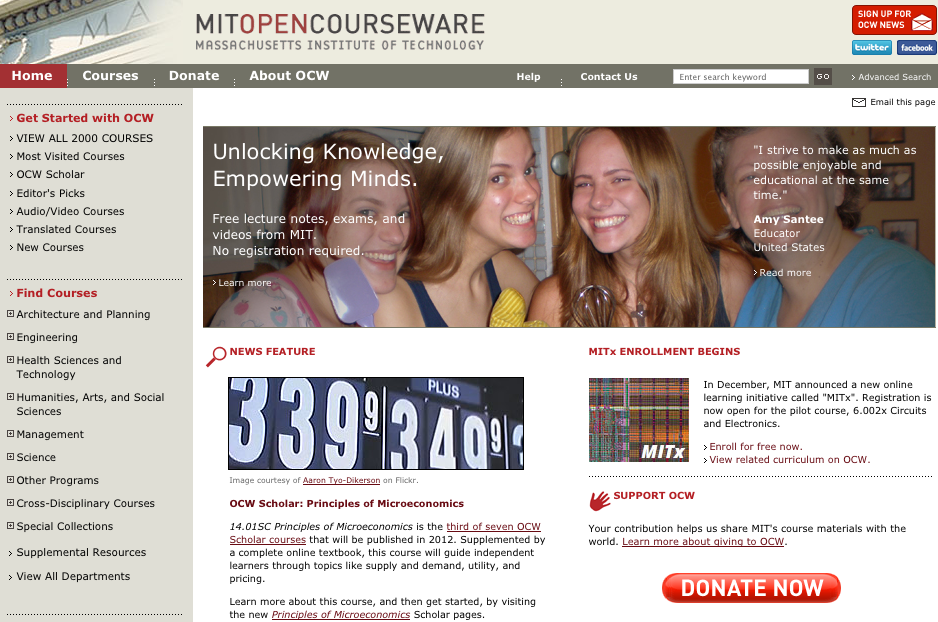 MITOPENCOURSEWARE
MASSACHUSETTS INSTITUTE OF TECHNOLOGY
MA
SIGN UP FOR
OCW NEWS
twitter
facebook
Home
Courses
Donate
About OCW
Help
Contact Us
Enter search keyword
GO
Advanced Search
Email this page
Get Started with OCW
VIEW ALL 2000 COURSES
Most Visited Courses
OCW Scholar
Editor's Picks
Audio/Video Courses
Translated Courses
New Courses
Find Courses
Architecture and Planning
Engineering
Health Sciences and
Technology
Humanities, Arts, and Social
Sciences
Management
Science
Other Programs
Cross-Disciplinary Courses
Special Collections
Supplemental Resources
View All Departments
Unlocking Knowledge,
Empowering Minds.
Free lecture notes, exams, and
videos from MIT.
No registration required.
Learn more
"I strive to make as much as
possible enjoyable and
educational at the same
time."
Amy Santee
Educator
United States
Read more
NEWS FEATURE
339 9
PLUS
349 9
Image courtesy of Aaron Tyo-Dikerson on Flickr.
OCW Scholar: Principles of Microeconomics
14.01SC Principles of Microeconomics is the third of seven OCW
Scholar courses that will be published in 2012. Supplemented by
a complete online textbook, this course will guide independent
learners through topics like supply and demand, utility, and
pricing.
Learn more about this course, and then get started, by visiting
the new Principles of Microeconomics Scholar pages.
MITx ENROLLMENT BEGINS
MITx
In December, MIT announced a new online
learning initiative called "MITx". Registration is
now open for the pilot course, 6.002x Circuits
and Electronics.
Enroll for free now.
View related curriculum on OCW.
SUPPORT OCW
Your contribution helps us share MIT's course materials with the
world. Learn more about giving to OCW.
DONATE NOW